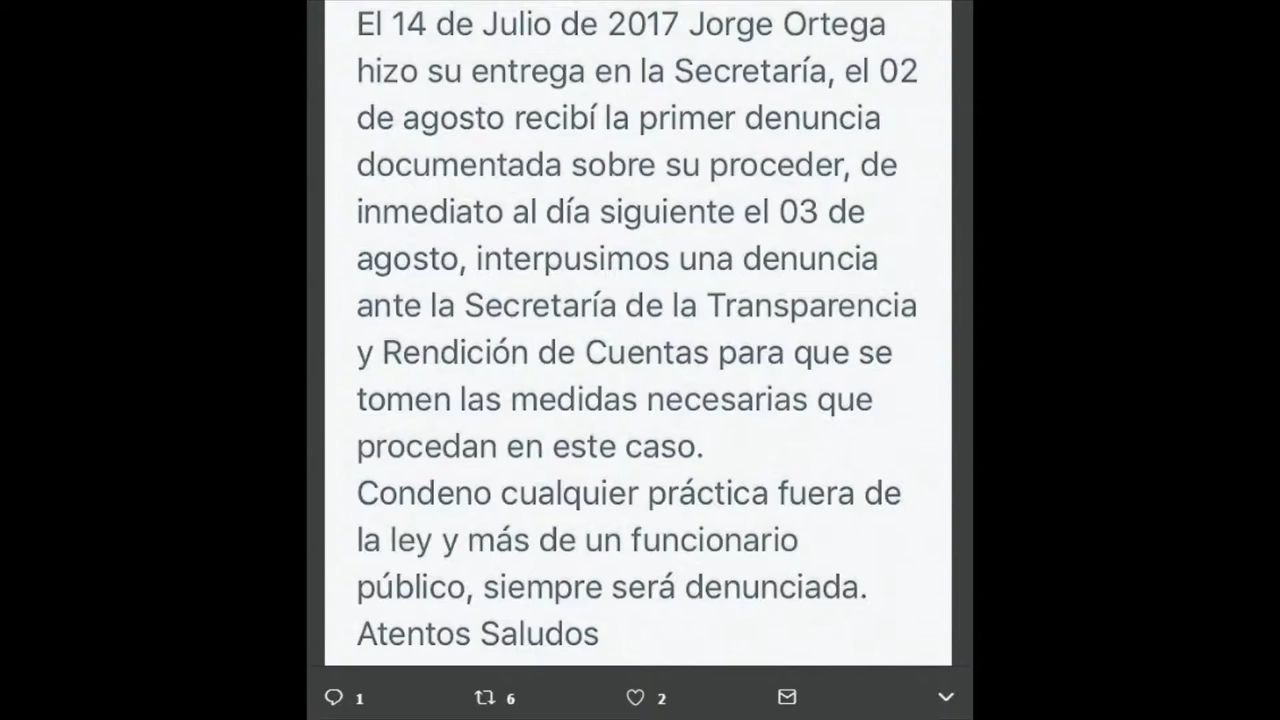 El 14 de Julio de 2017 Jorge Ortega
hizo su entrega en la Secretaría, el 02
de agosto recibí la primer denuncia
documentada sobre su proceder, de
inmediato al día siguiente el 03 de
agosto, interpusimos una denuncia
ante la Secretaría de la Transparencia
y Rendición de Cuentas para que se
tomen las medidas necesarias que
procedan en este caso.
Condeno cualquier práctica fuera de
la ley y más de un funcionario
público, siempre será denunciada.
Atentos Saludos
1 6 2